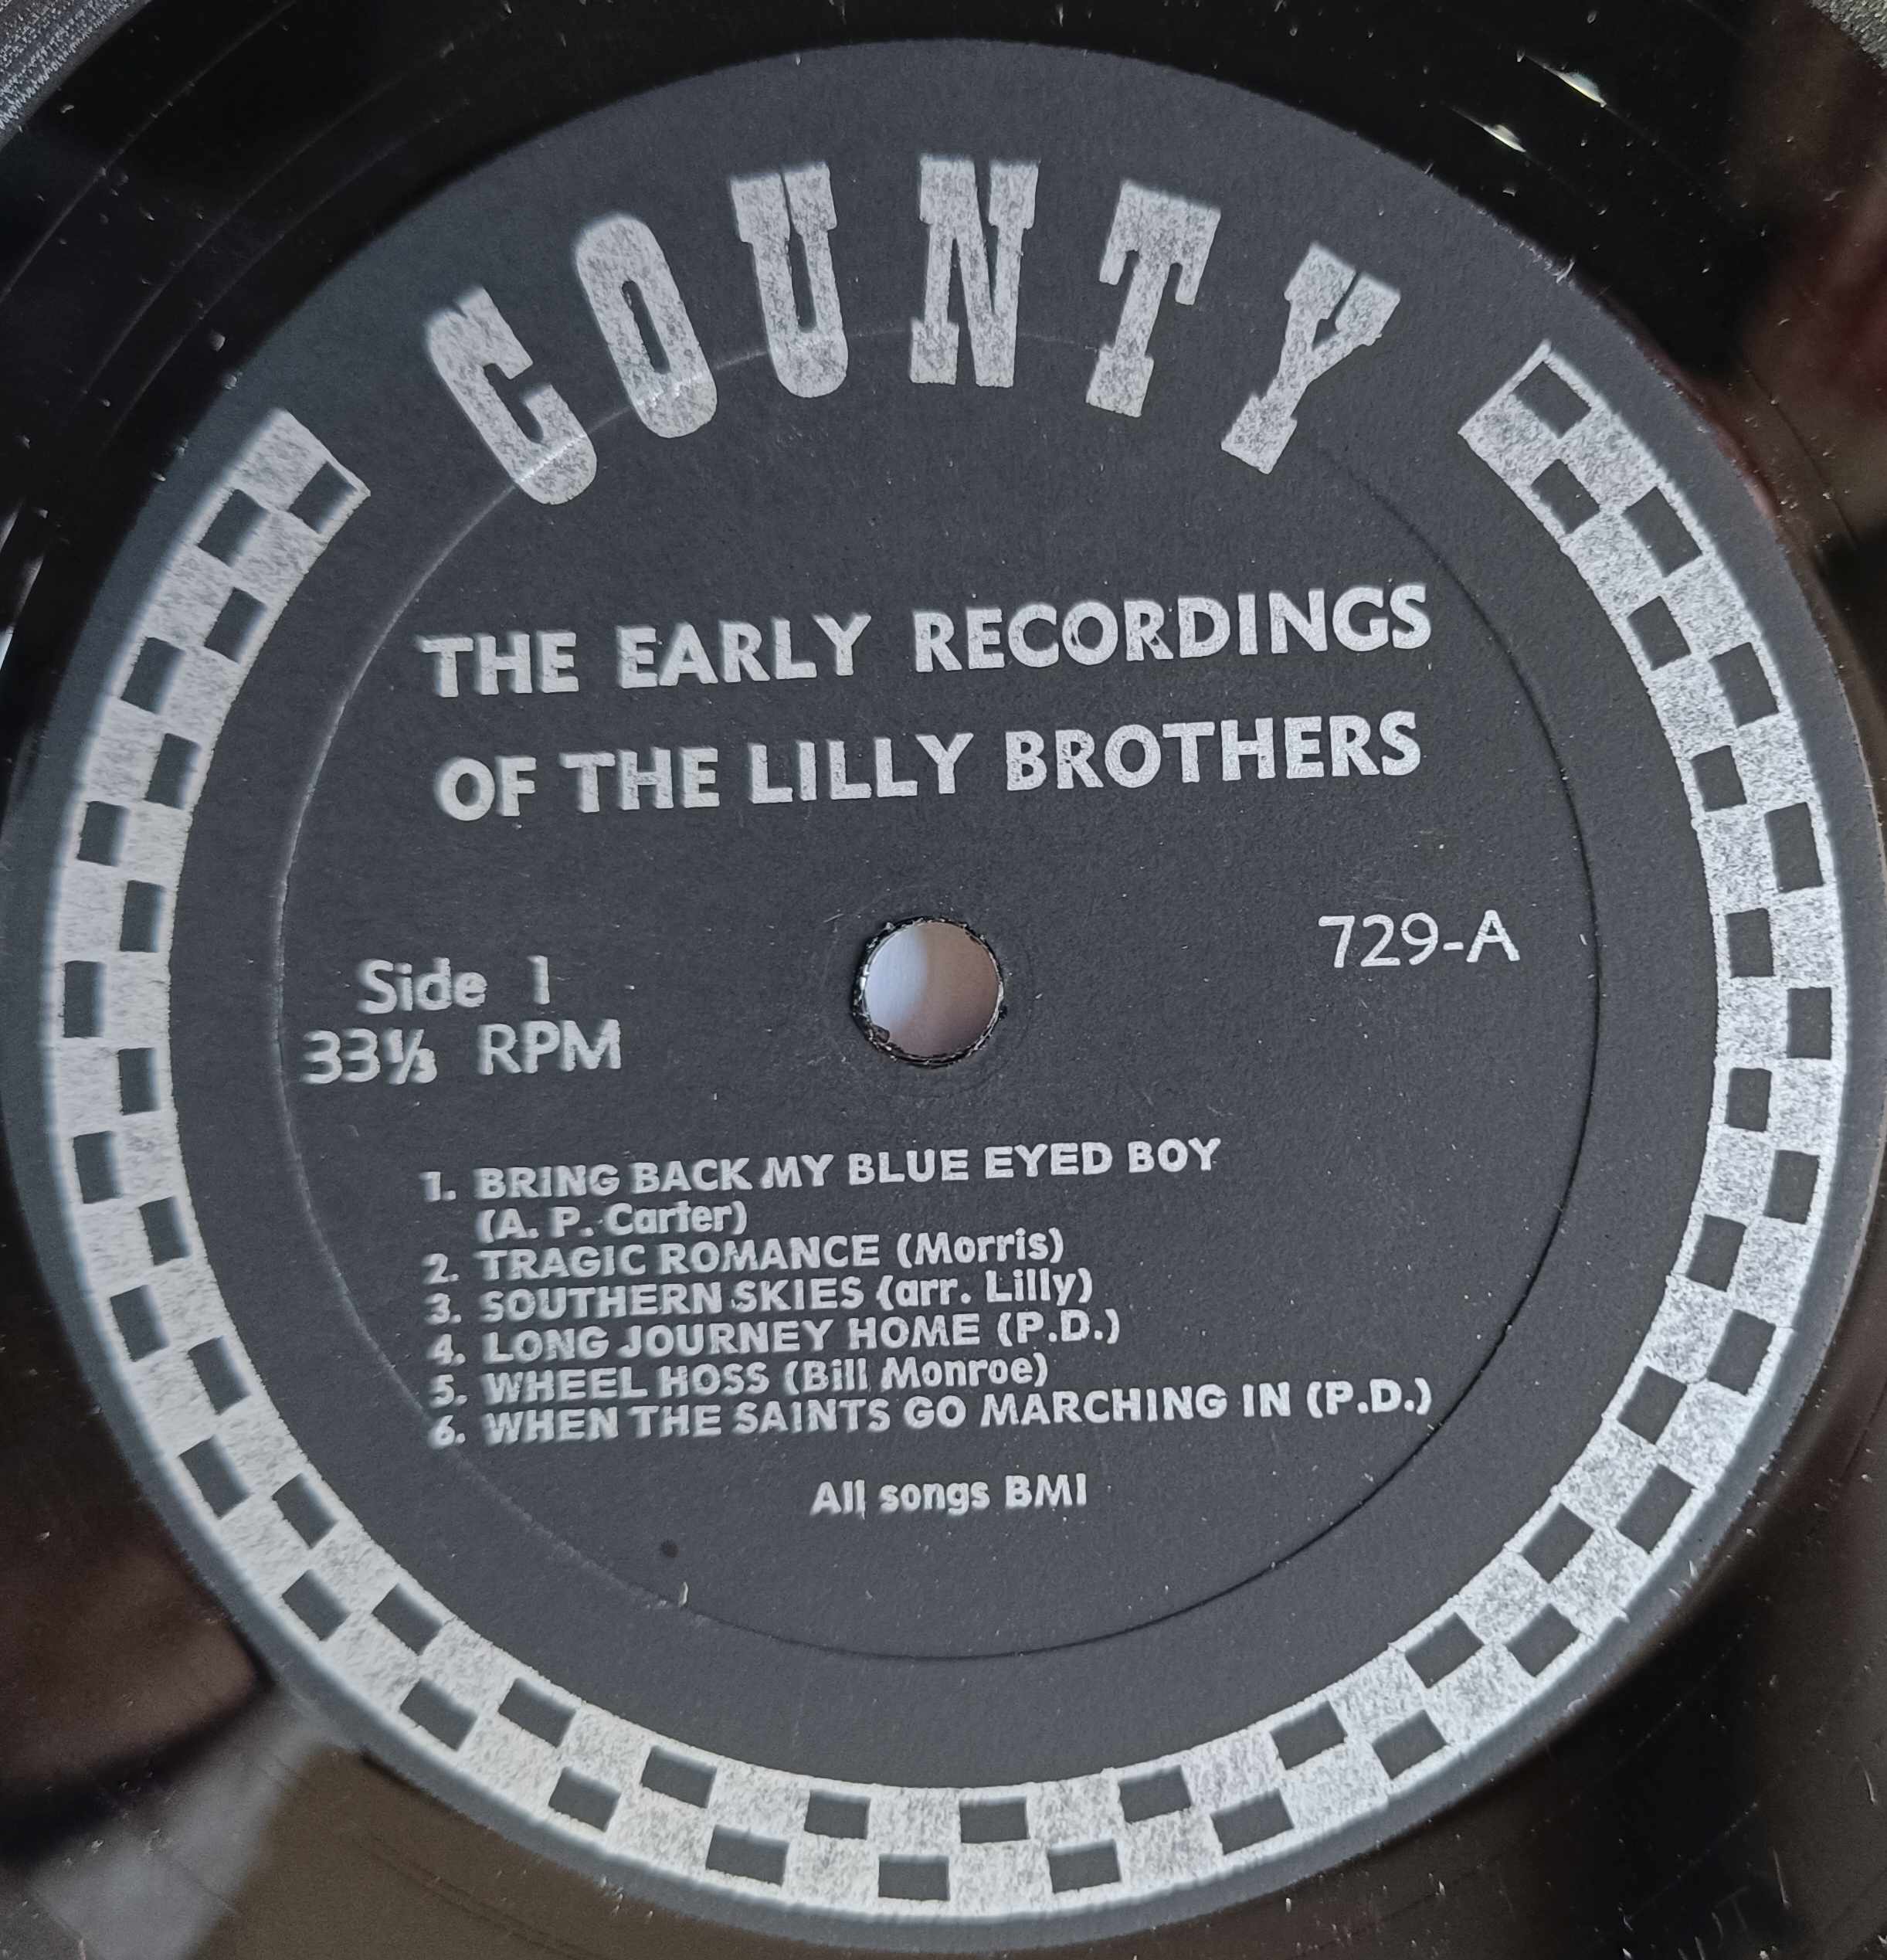 COUNTY
THE EARLY RECORDINGS
OF THE LILLY BROTHERS
729-A
Side 1
33⅓ RPM
1. BRING BACK MY BLUE EYED BOY
(A. P. Carter)
2. TRAGIC ROMANCE (Morris)
3. SOUTHERN SKIES (arr. Lilly)
4. LONG JOURNEY HOME (P.D.)
5. WHEEL HOSS (Bill Monroe)
6. WHEN THE SAINTS GO MARCHING IN (P.D.)
All songs BMI